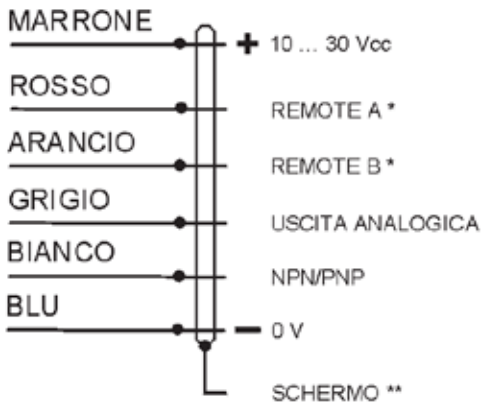 MARRONE
+ 10 ... 30 Vcc
ROSSO
REMOTE A *
ARANCIO
REMOTE B *
GRIGIO
USCITA ANALOGICA
BIANCO
NPN/PNP
BLU
- 0 V
SCHERMO **